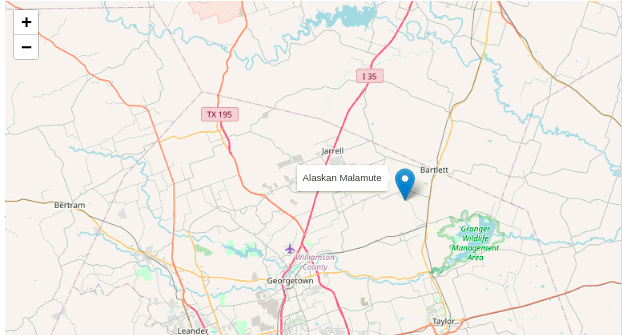 +
−
I 35
TX 195
Jarrell
Alaskan Malamute
Bartlett
Bertram
Granger
Wildlife
Management
Area
Williamson
County
Georgetown
Taylor
Leander